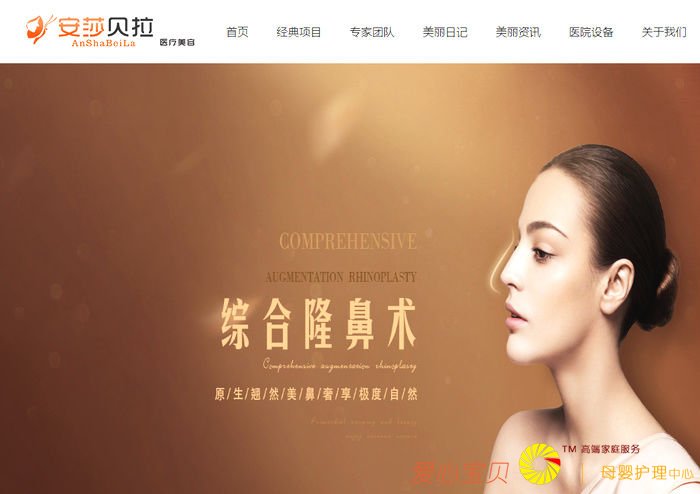 安莎贝拉
AnShaBeiLa
医疗美容
首页 经典项目 专家团队 美丽日记 美丽资讯 医院设备 关于我们
COMPREHENSIVE
AUGMENTATION RHINOPLASTY
综合隆鼻术
Comprehensive augmentation rhinoplasty
原/生/翘/然/美/鼻/奢/享/极/度/自/然
TM 高端家庭服务
爱心宝贝 | 母婴护理中心